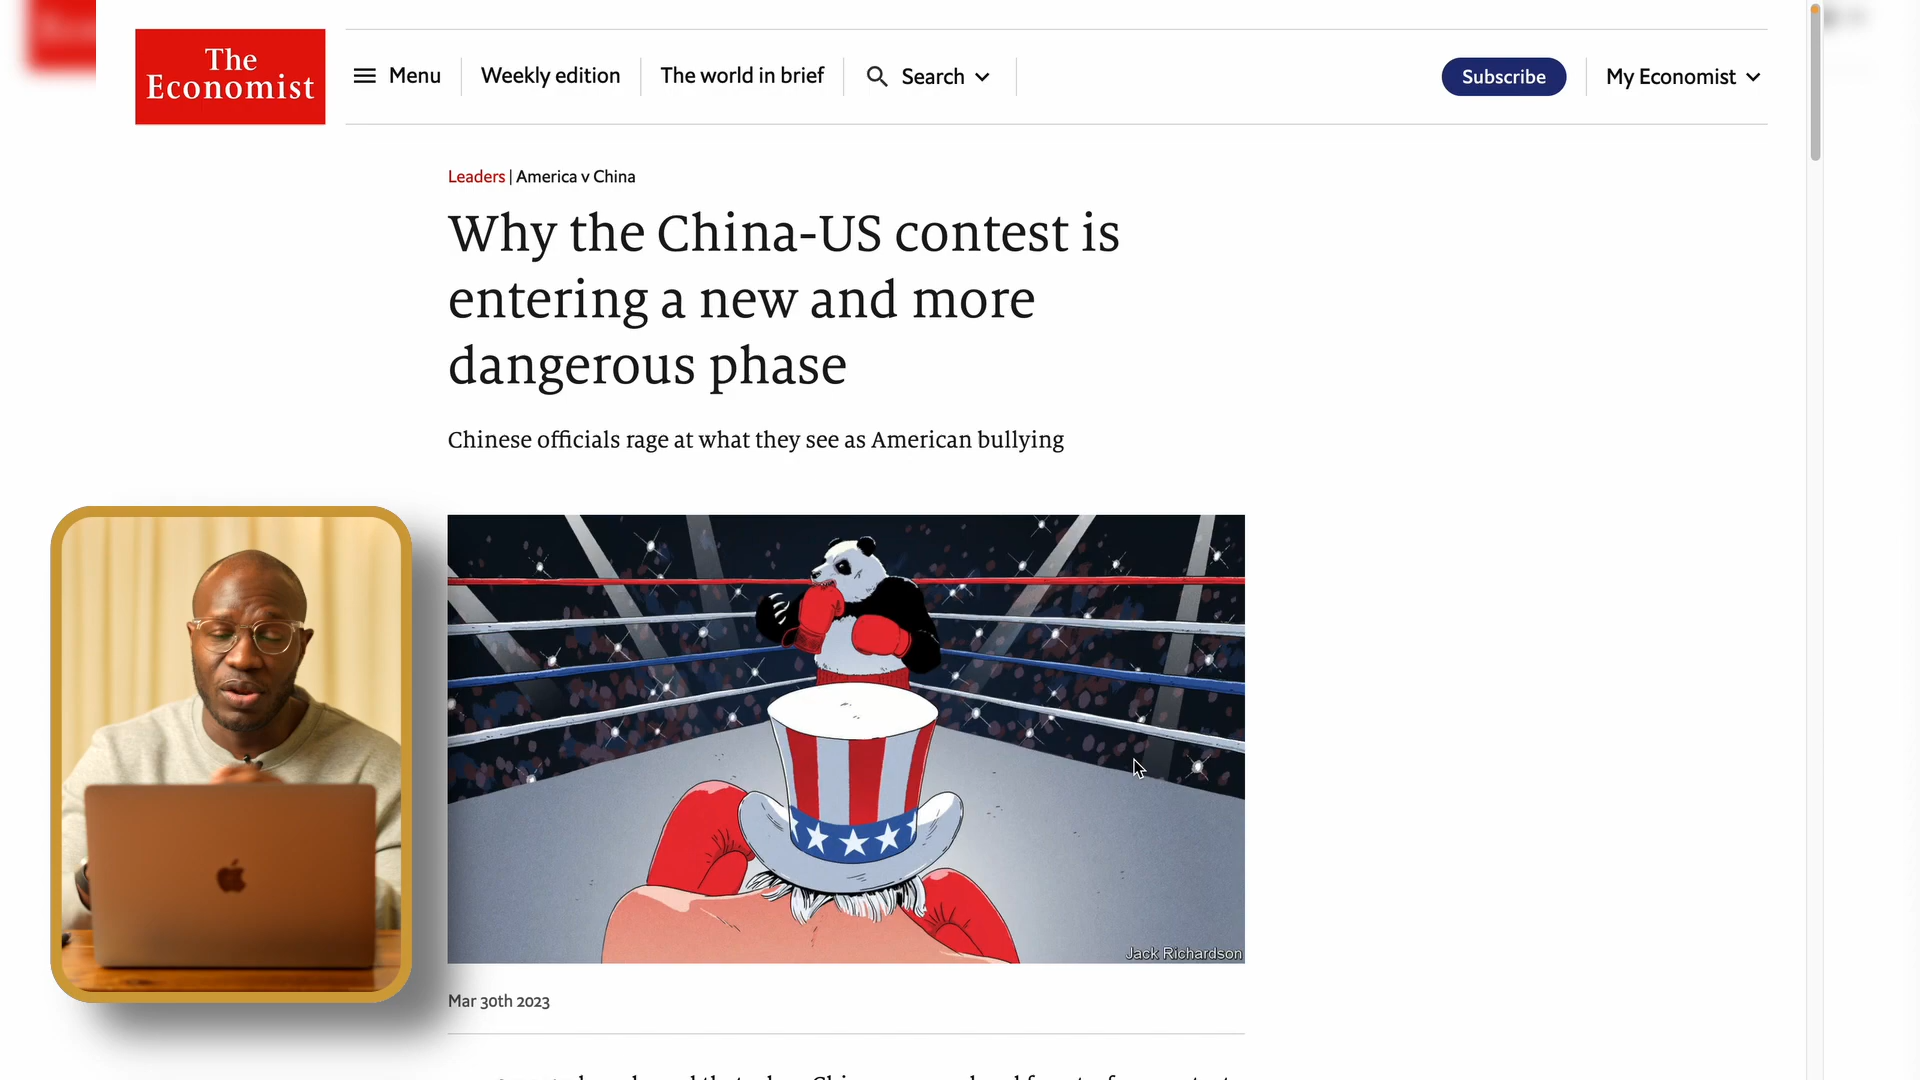 The
Economist
Menu
Weekly edition
The world in brief
Search
Subscribe
My Economist
Leaders | America v China
Why the China-US contest is
entering a new and more
dangerous phase
Chinese officials rage at what they see as American bullying
Jack Richardson
Mar 30th 2023